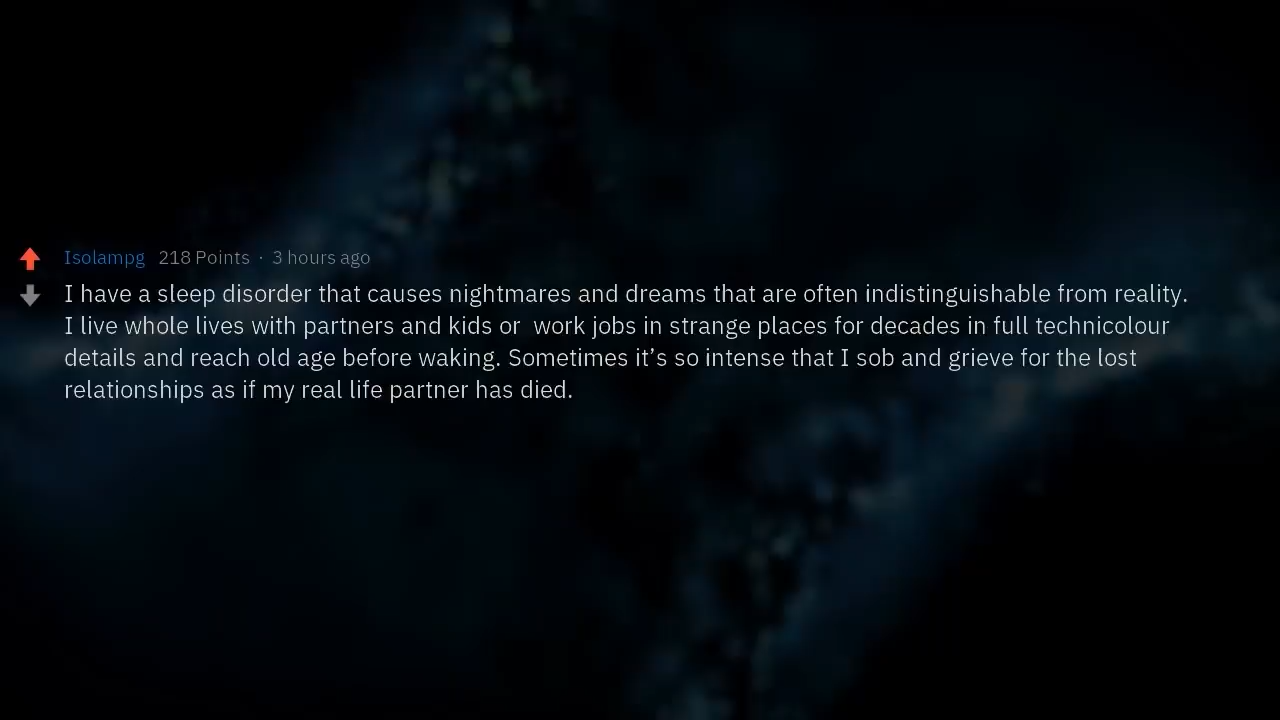 Isolampg 218 Points · 3 hours ago
I have a sleep disorder that causes nightmares and dreams that are often indistinguishable from reality.
I live whole lives with partners and kids or  work jobs in strange places for decades in full technicolour
details and reach old age before waking. Sometimes it’s so intense that I sob and grieve for the lost
relationships as if my real life partner has died.